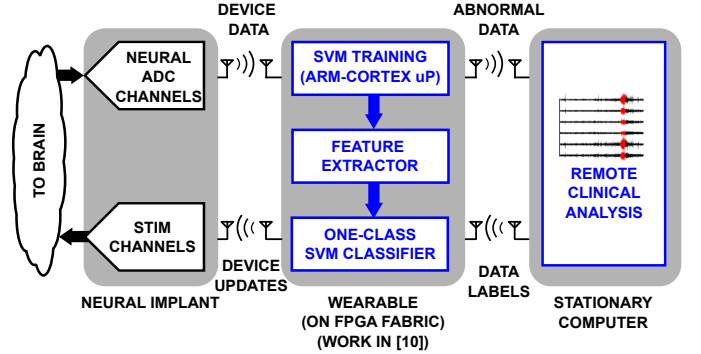 DEVICE
DATA
ABNORMAL
DATA
TO BRAIN
NEURAL
ADC
CHANNELS
SVM TRAINING
(ARM-CORTEX uP)
FEATURE
EXTRACTOR
REMOTE
CLINICAL
ANALYSIS
STIM
CHANNELS
ONE-CLASS
SVM CLASSIFIER
DEVICE
UPDATES
DATA
LABELS
NEURAL IMPLANT
WEARABLE
(ON FPGA FABRIC)
(WORK IN [10])
STATIONARY
COMPUTER